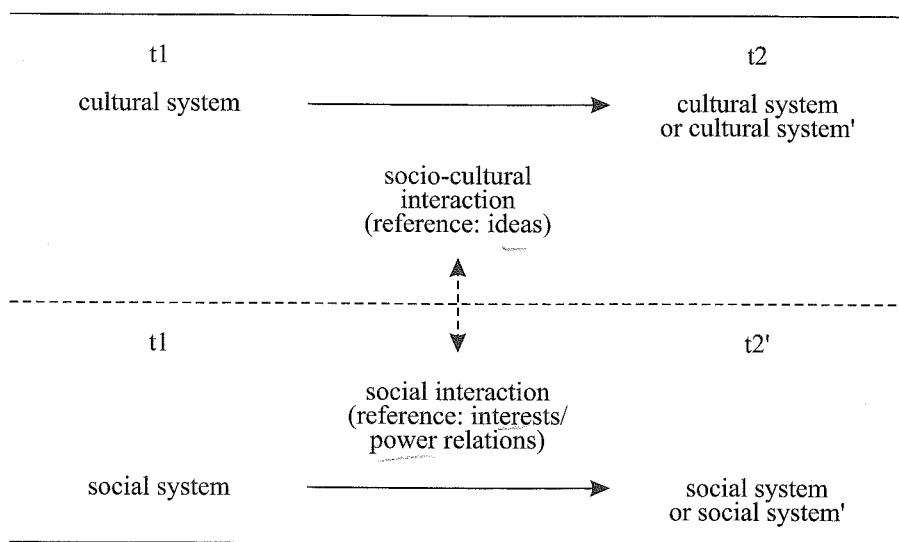 t1 t2
cultural system cultural system
or cultural system'
socio-cultural
interaction
(reference: ideas)
t1 t2'
social interaction
(reference: interests/
power relations)
social system social system
or social system'